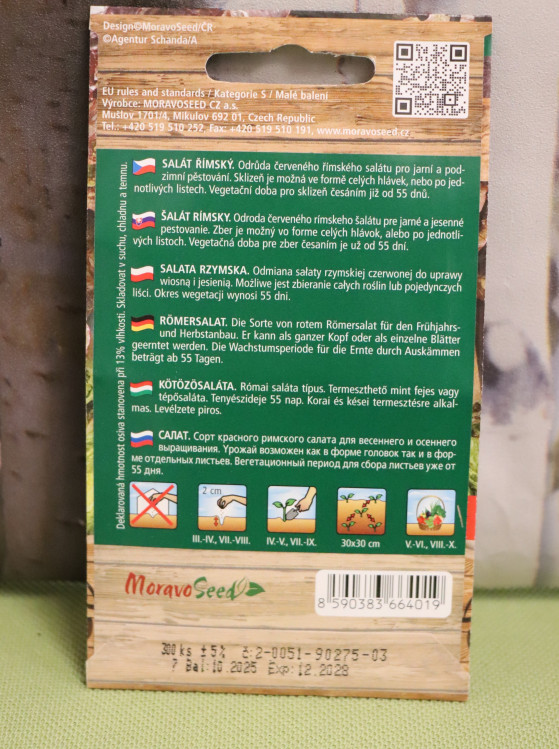 Design©MoravoSeed/CR
©Agentur Schanda/A
EU rules and standards / Kategorie S / Malé balení
Výrobce: MORAVOSEED CZ a.s.
Mušlov 1701/4, Mikulov 692 01, Czech Republic
Tel.: +420 519 510 252, Fax: +420 519 510 191, www.moravoseed.cz
Deklarovaná hmotnost osiva stanovena při 13% vlhkosti. Skladovat v suchu, chladnu a temnu.
SALÁT ŘÍMSKÝ. Odrůda červeného římského salátu pro jarní a pod-
zimní pěstování. Sklizeň je možná ve formě celých hlávek, nebo po jed-
notlivých listech. Vegetační doba pro sklizeň česáním již od 55 dnů.
ŠALÁT RÍMSKY. Odroda červeného rímskeho šalátu pre jarné a jesenné
pestovanie. Zber je možný vo forme celých hlávok, alebo po jednotli-
vých listoch. Vegetačná doba pre zber česaním je už od 55 dní.
SAŁATA RZYMSKA. Odmiana sałaty rzymskiej czerwonej do uprawy
wiosną i jesienią. Możliwe jest zbieranie całych roślin lub pojedynczych
liści. Okres wegetacji wynosi 55 dni.
RÖMERSALAT. Die Sorte von rotem Römersalat für den Frühjahrs-
und Herbstanbau. Er kann als ganzer Kopf oder als einzelne Blätter
geerntet werden. Die Wachstumsperiode für die Ernte durch Auskämmen
beträgt ab 55 Tagen.
KÖTÖZŐSALÁTA. Római saláta típus. Termeszthető mint fejes vagy
tépősaláta. Tenyészideje 55 nap. Korai és kései termesztésre alkal-
mas. Levélzete piros.
САЛАТ. Сорт красного римского салата для весеннего и осеннего
выращивания. Урожай возможен как в форме головок так и в фор-
ме отдельных листьев. Вегетационный период для сбора листьев уже от
55 дня.
2 cm
III.-IV., VII.-VIII. IV.-V., VII.-IX. 30x30 cm V.-VI., VIII.-X.
MoravoSeed
8 590383 664019
300 ks ±5% č:2-0051-90275-03
? Bal:10.2025 Exp:12.2028